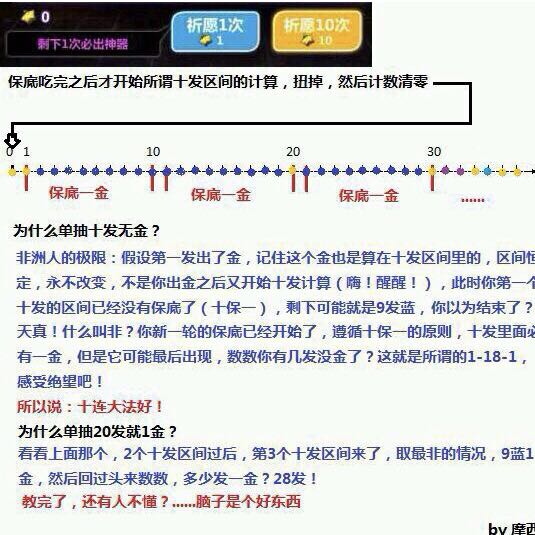 0
剩下1次必出神器
祈愿1次
1
祈愿10次
10
保底吃完之后才开始所谓十发区间的计算，扭掉，然后计数清零
0 1 10 20 30
保底一金 保底一金 保底一金 ......
为什么单抽十发无金？
非洲人的极限：假设第一发出了金，记住这个金也是算在十发区间里的，区间恒
定，永不改变，不是你出金之后又开始十发计算（嗨！醒醒！），此时你第一个
十发的区间已经没有保底了（十保一），剩下可能就是9发蓝，你以为结束了？
天真！什么叫非？你新一轮的保底已经开始了，遵循十保一的原则，十发里面必
有一金，但是它可能最后出现，数数你有几发没金了？这就是所谓的1-18-1，
感受绝望吧！
所以说：十连大法好！
为什么单抽20发就1金？
看看上面那个，2个十发区间过后，第3个十发区间来了，取最非的情况，9蓝1
金，然后回过头来数数，多少发一金？28发！
教完了，还有人不懂？......脑子是个好东西
by 摩西